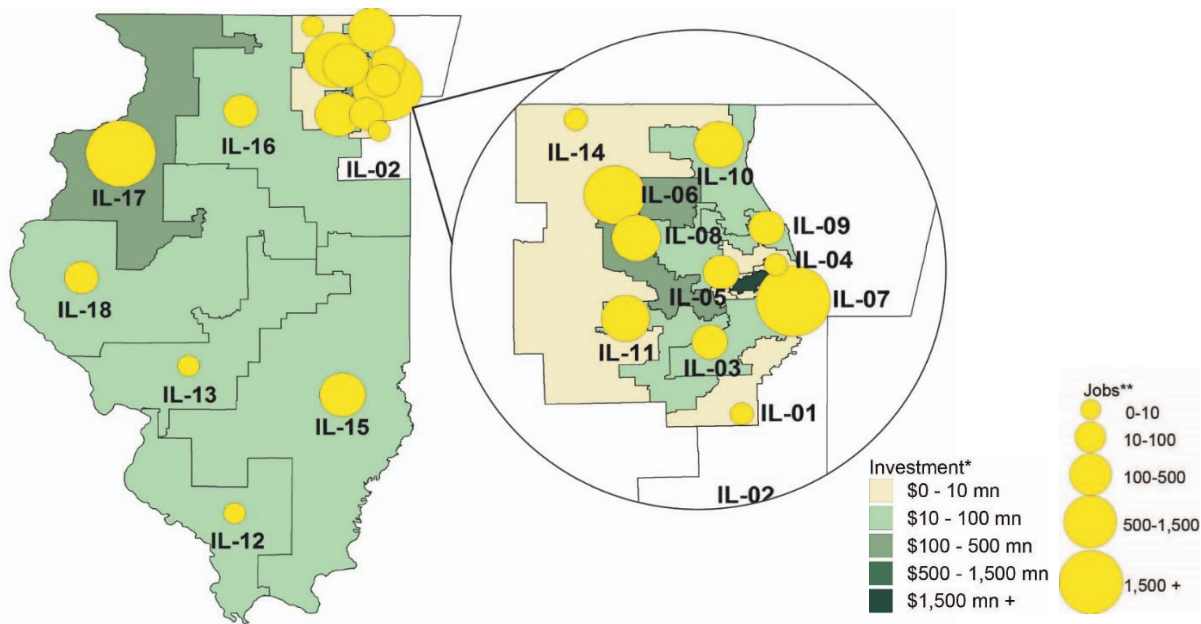 IL-16
IL-02
IL-17
IL-18
IL-13
IL-15
IL-12
IL-14
IL-10
IL-06
IL-09
IL-08
IL-04
IL-05
IL-07
IL-11
IL-03
IL-01
IL-02
Investment*
$0 - 10 mn
$10 - 100 mn
$100 - 500 mn
$500 - 1,500 mn
$1,500 mn +
Jobs**
0-10
10-100
100-500
500-1,500
1,500 +